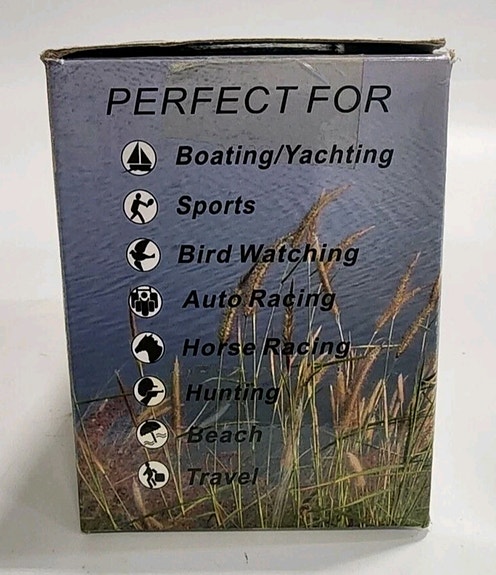 PERFECT FOR
Boating/Yachting
Sports
Bird Watching
Auto Racing
Horse Racing
Hunting
Beach
Travel